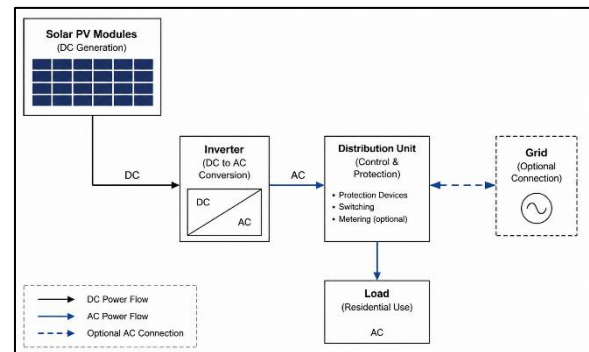 Solar PV Modules
(DC Generation)
DC
Inverter
(DC to AC
Conversion)
DC
AC
AC
Distribution Unit
(Control &
Protection)
• Protection Devices
• Switching
• Metering (optional)
Grid
(Optional
Connection)
Load
(Residential Use)
AC
DC Power Flow
AC Power Flow
Optional AC Connection